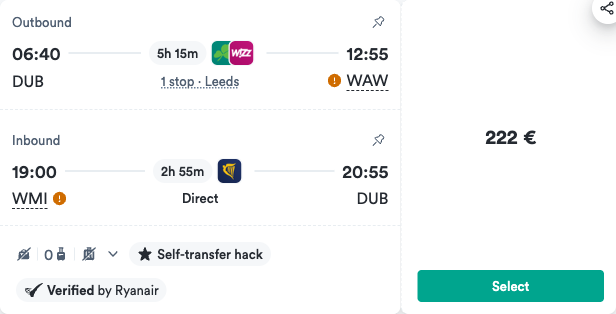 Outbound
06:40 5h 15m WIZZ 12:55
DUB 1 stop · Leeds ! WAW
Inbound
19:00 2h 55m 20:55
WMI ! Direct DUB
0 Self-transfer hack
Verified by Ryanair
222 €
Select